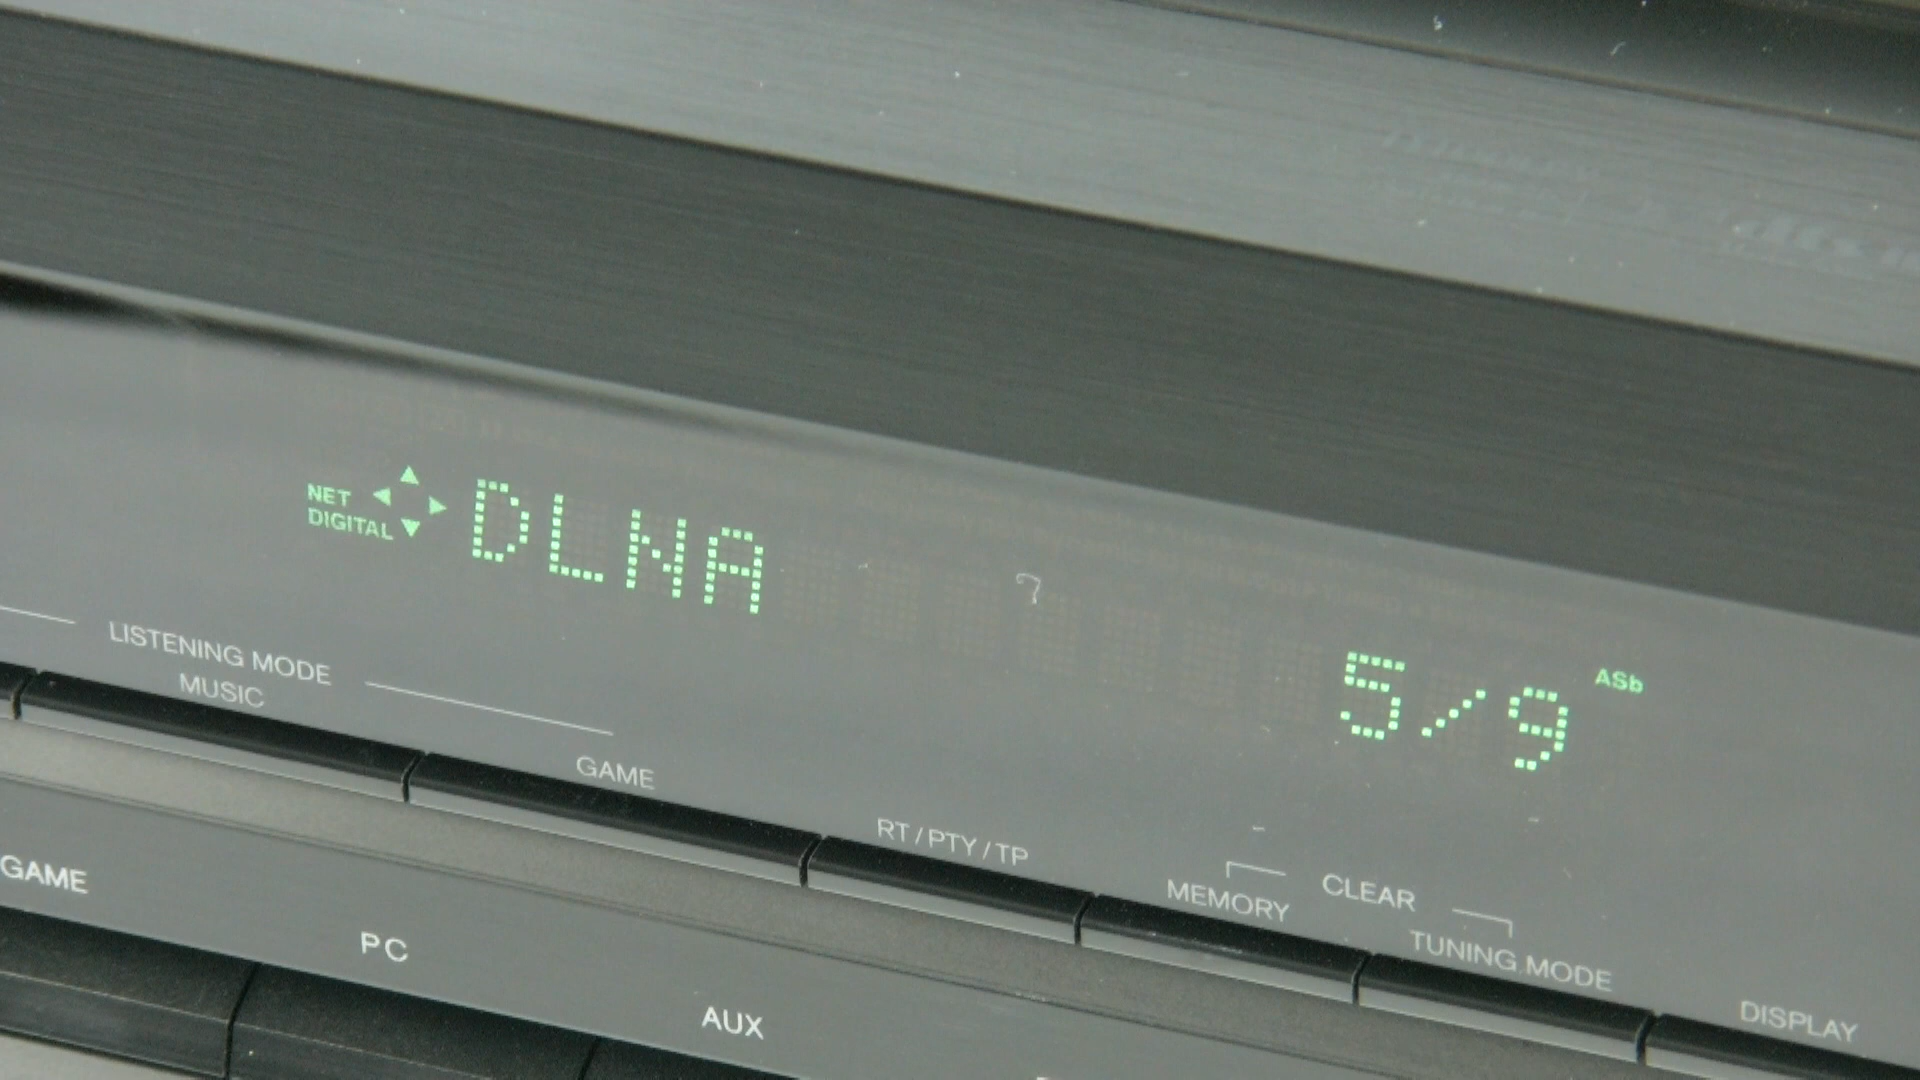 NET
DIGITAL
DLNA
5/9
ASb
LISTENING MODE
MUSIC
GAME
RT / PTY / TP
MEMORY
CLEAR
TUNING MODE
DISPLAY
GAME
PC
AUX